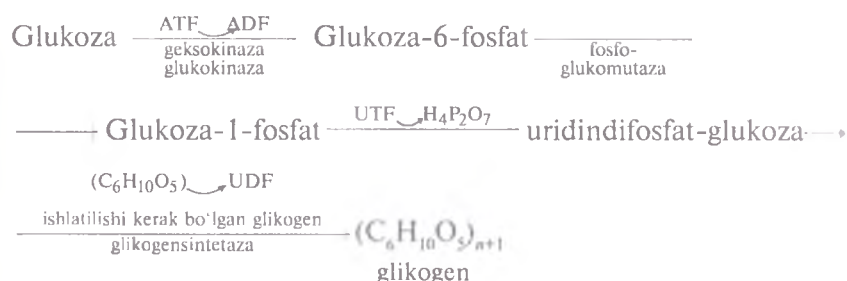 ATF ADF
Glukoza Glukoza-6-fosfat
geksokinaza fosfo-
glukokinaza glukomutaza
UTF H₄P₂O₇
Glukoza-1-fosfat uridindifosfat-glukoza
(C₆H₁₀O₅) UDF
ishlatilishi kerak bo‘lgan glikogen
glikogensintetaza (C₆H₁₀O₅)ₙ₊₁
glikogen